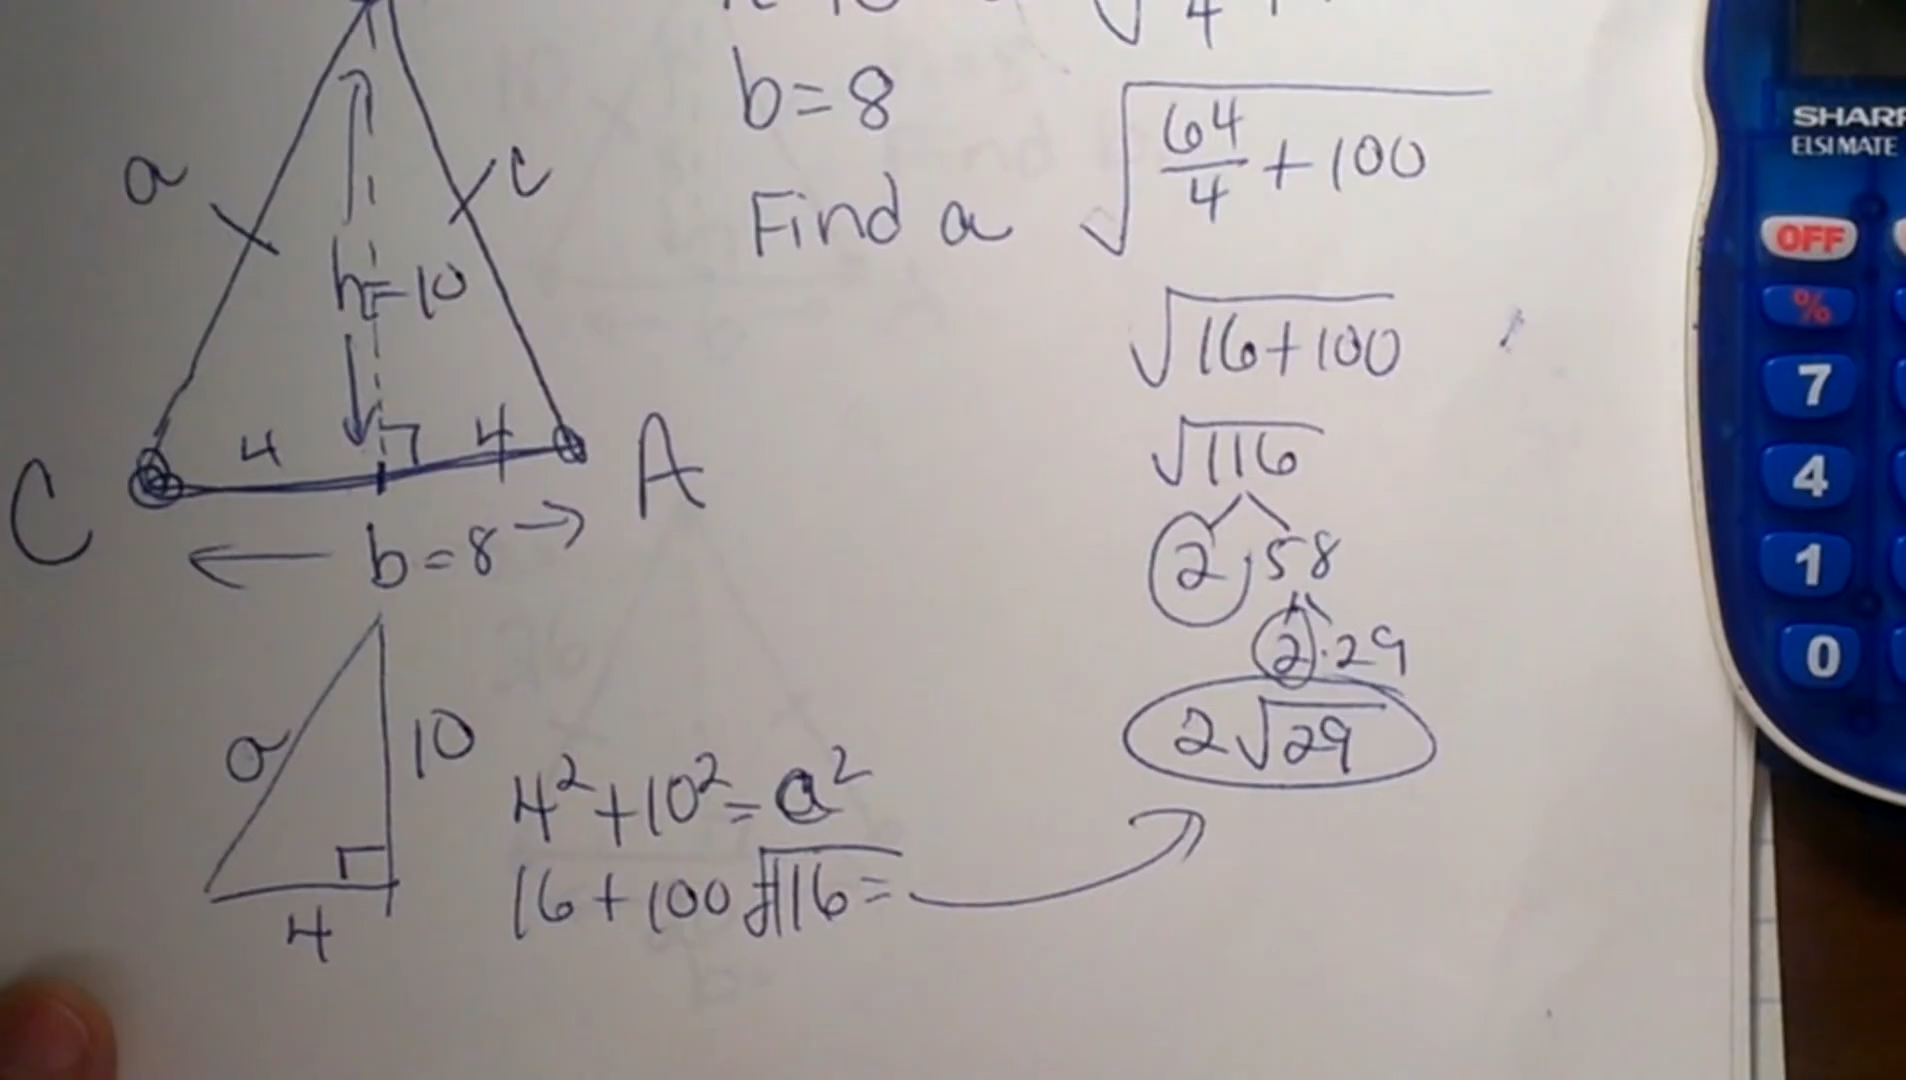 b=8
√(64/4 + 100)
Find a
a
c
h=10
√16+100
4
4
C
A
√116
b=8
2, 58
2·29
2√29
a
10
4
4²+10²=a²
16+100 = √116 =
SHARP
ELSIMATE
OFF
%
7
4
1
0